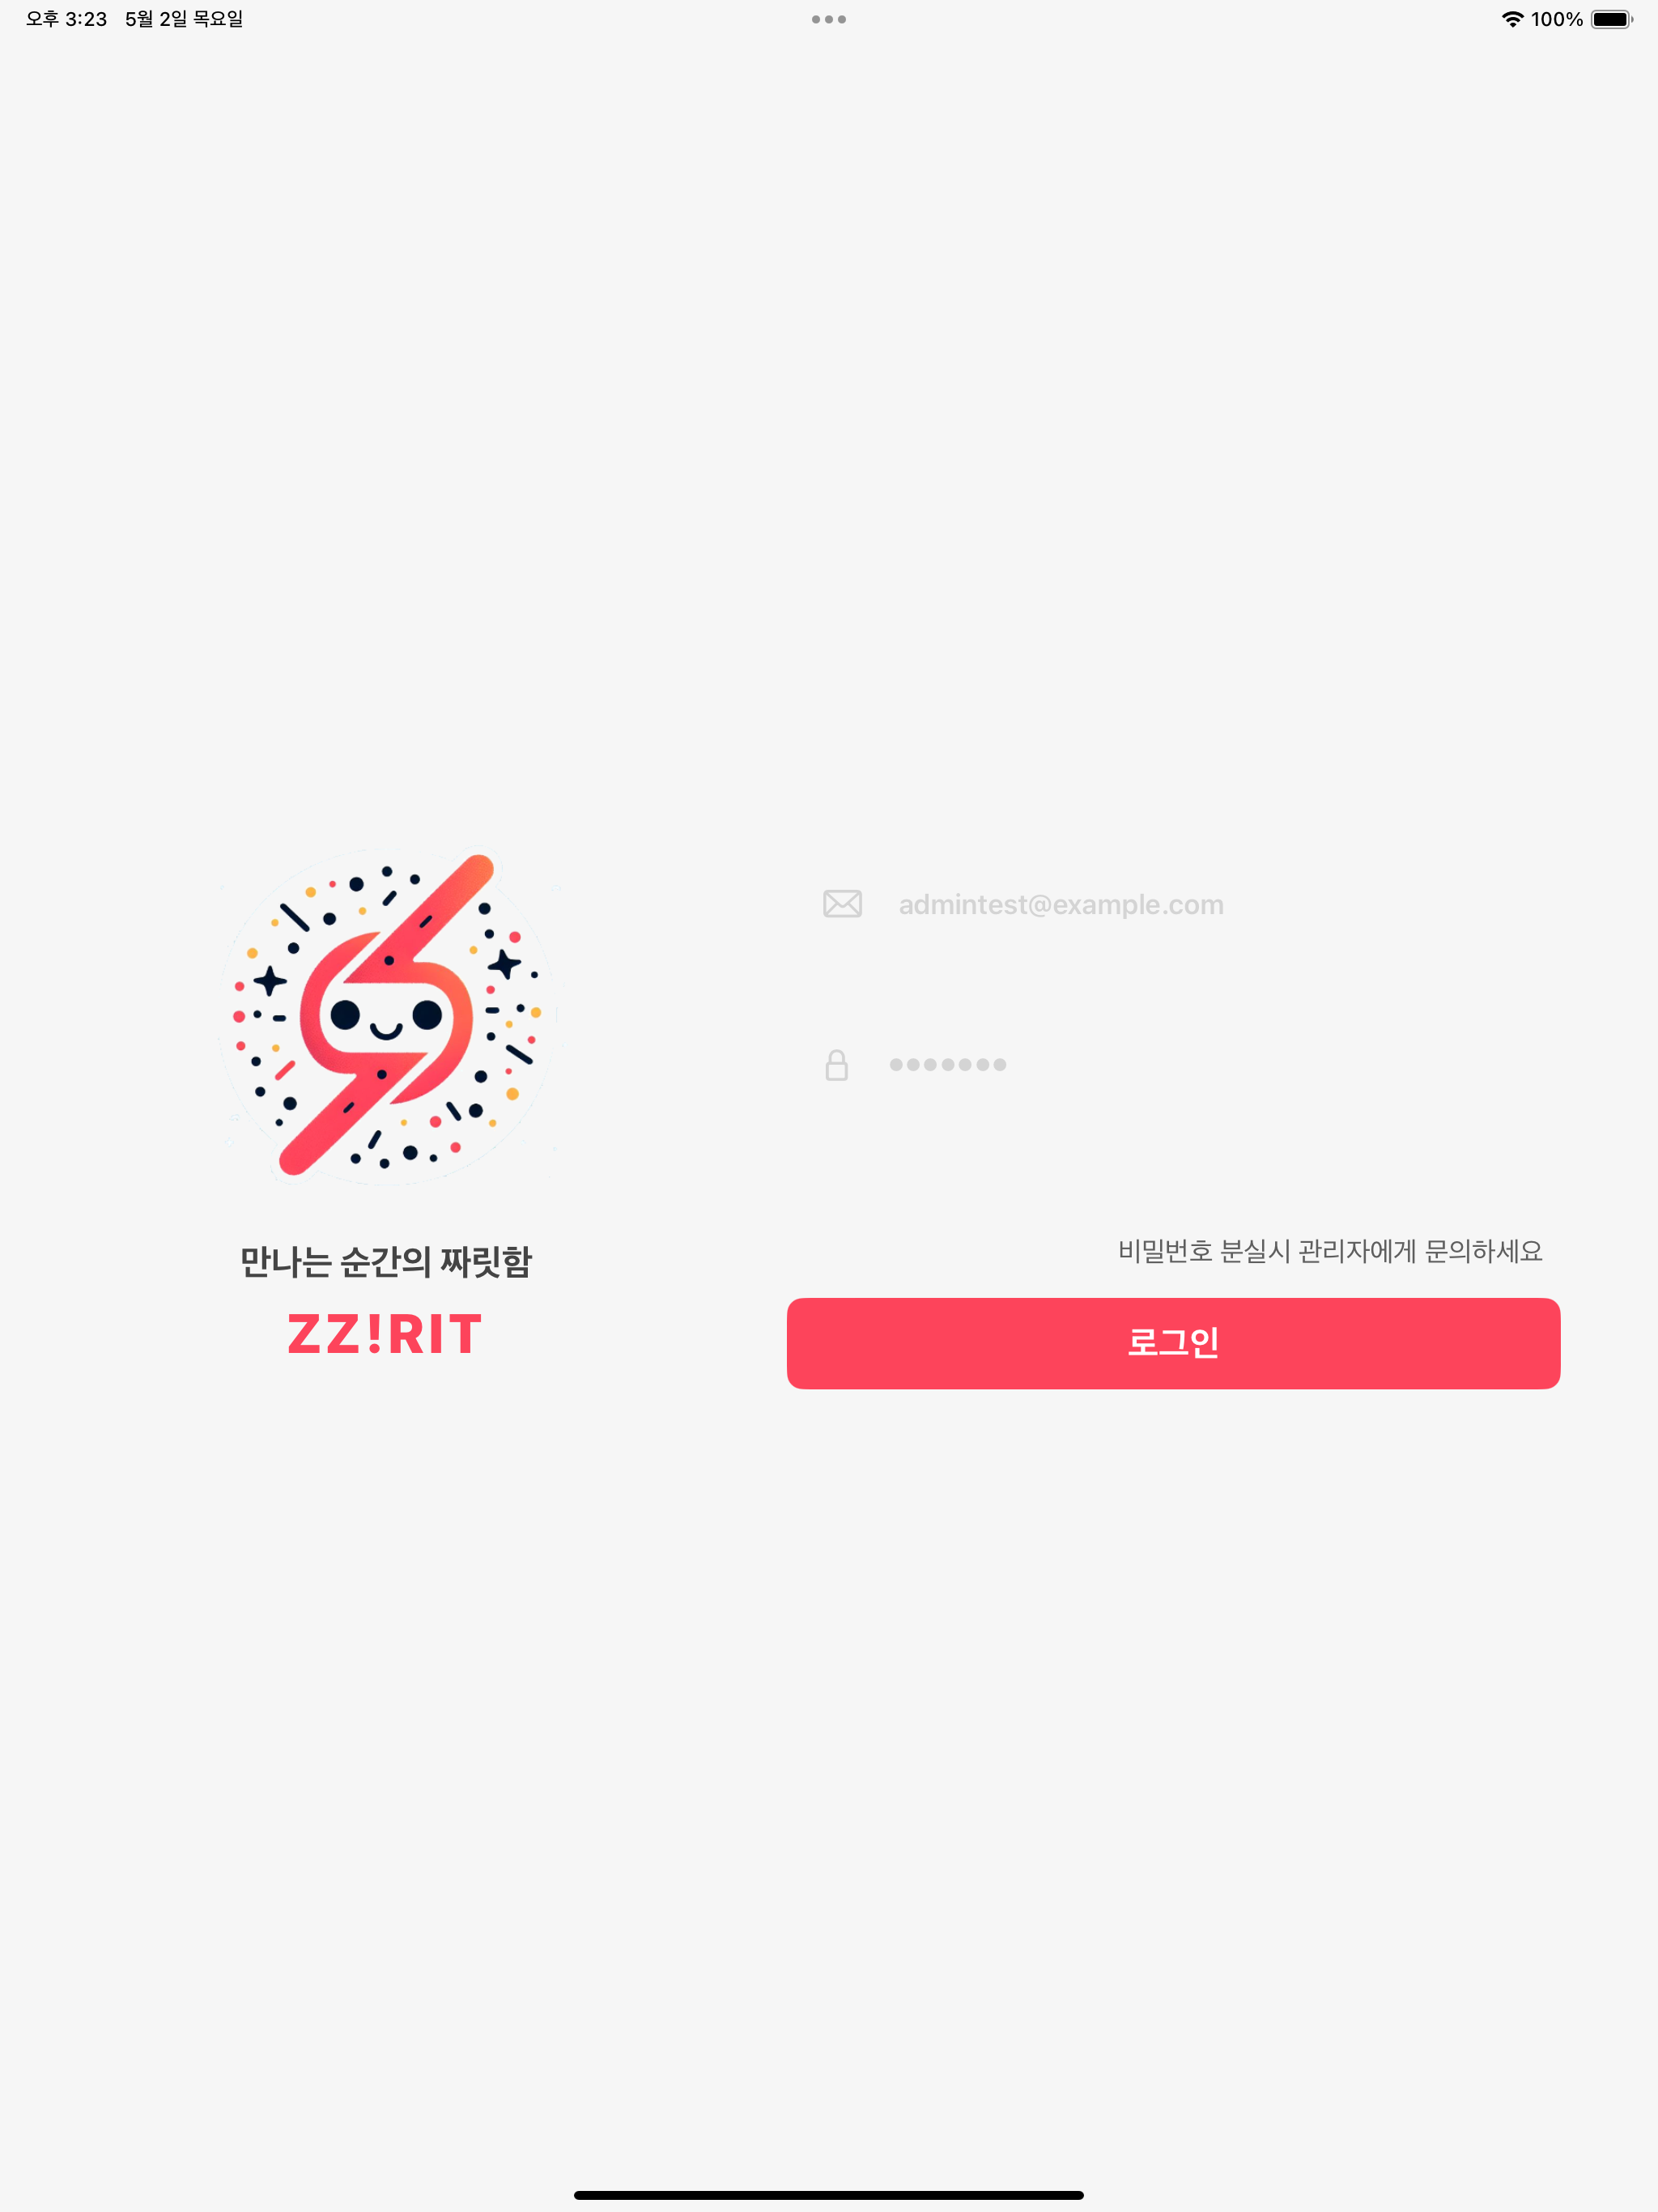 오후 3:23 5월 2일 목요일
100%
admintest@example.com
만나는 순간의 짜릿함
ZZ!RIT
비밀번호 분실시 관리자에게 문의하세요
로그인